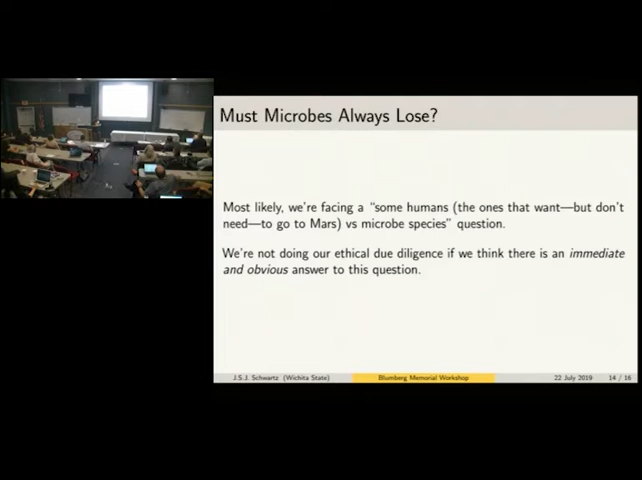 Must Microbes Always Lose?
Most likely, we're facing a “some humans (the ones that want—but don't
need—to go to Mars) vs microbe species” question.
We're not doing our ethical due diligence if we think there is an immediate
and obvious answer to this question.
J.S.J. Schwartz (Wichita State)
Blumberg Memorial Workshop
22 July 2019
14 / 16